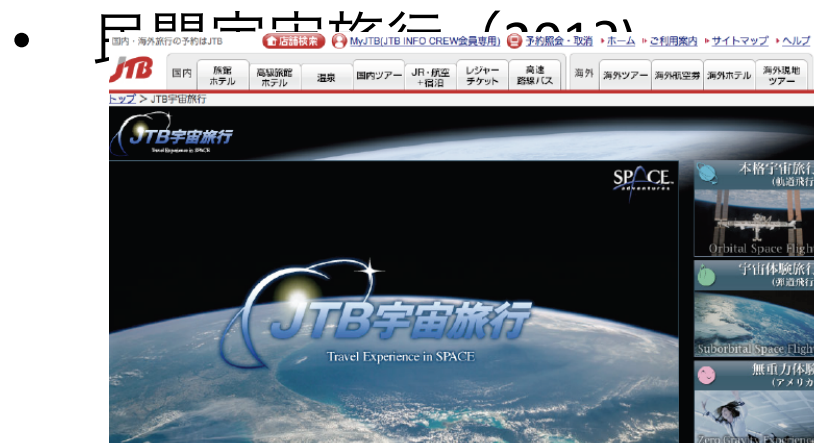 • 民間宇宙旅行（2012）
国内・海外旅行の予約はJTB 店舗検索 MyJTB(JTB INFO CREW会員専用) 予約照会・取消 ホーム ご利用案内 サイトマップ ヘルプ
JTB 国内 旅館 ホテル 高級旅館 ホテル 温泉 国内ツアー JR・航空 +宿泊 レジャー チケット 高速 路線バス 海外 海外ツアー 海外航空券 海外ホテル 海外現地 ツアー
トップ > JTB宇宙旅行
JTB宇宙旅行
Travel Experience in SPACE
SPACE
adventures
本格宇宙旅行
(軌道飛行
Orbital Space Fligh
宇宙体験旅行
(弾道飛行
JTB宇宙旅行
Travel Experience in SPACE
Suborbital Space Fligh
無重力体験
(アメリカ
Zero Gravity Experience